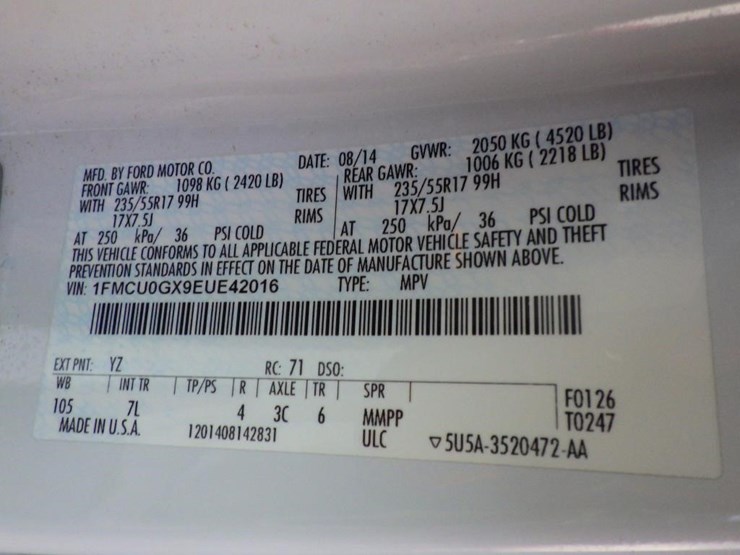 MFD. BY FORD MOTOR CO. DATE: 08/14 GVWR: 2050 KG ( 4520 LB)
FRONT GAWR: 1098 KG ( 2420 LB) REAR GAWR: 1006 KG ( 2218 LB)
WITH 235/55R17 99H TIRES WITH 235/55R17 99H TIRES
17X7.5J RIMS 17X7.5J RIMS
AT 250 kPa/ 36 PSI COLD AT 250 kPa/ 36 PSI COLD
THIS VEHICLE CONFORMS TO ALL APPLICABLE FEDERAL MOTOR VEHICLE SAFETY AND THEFT
PREVENTION STANDARDS IN EFFECT ON THE DATE OF MANUFACTURE SHOWN ABOVE.
VIN: 1FMCU0GX9EUE42016 TYPE: MPV
EXT PNT: YZ RC: 71 DSO:
WB INT TR TP/PS R AXLE TR SPR F0126
105 7L 4 3C 6 MMPP T0247
MADE IN U.S.A. 1201408142831 ULC ▽5U5A-3520472-AA